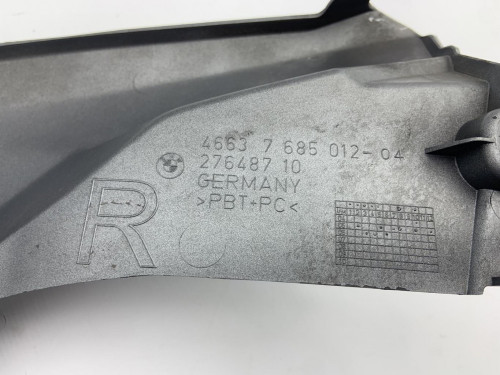 4663 7 685 012-04
276487 10
GERMANY
>PBT+PC<
R